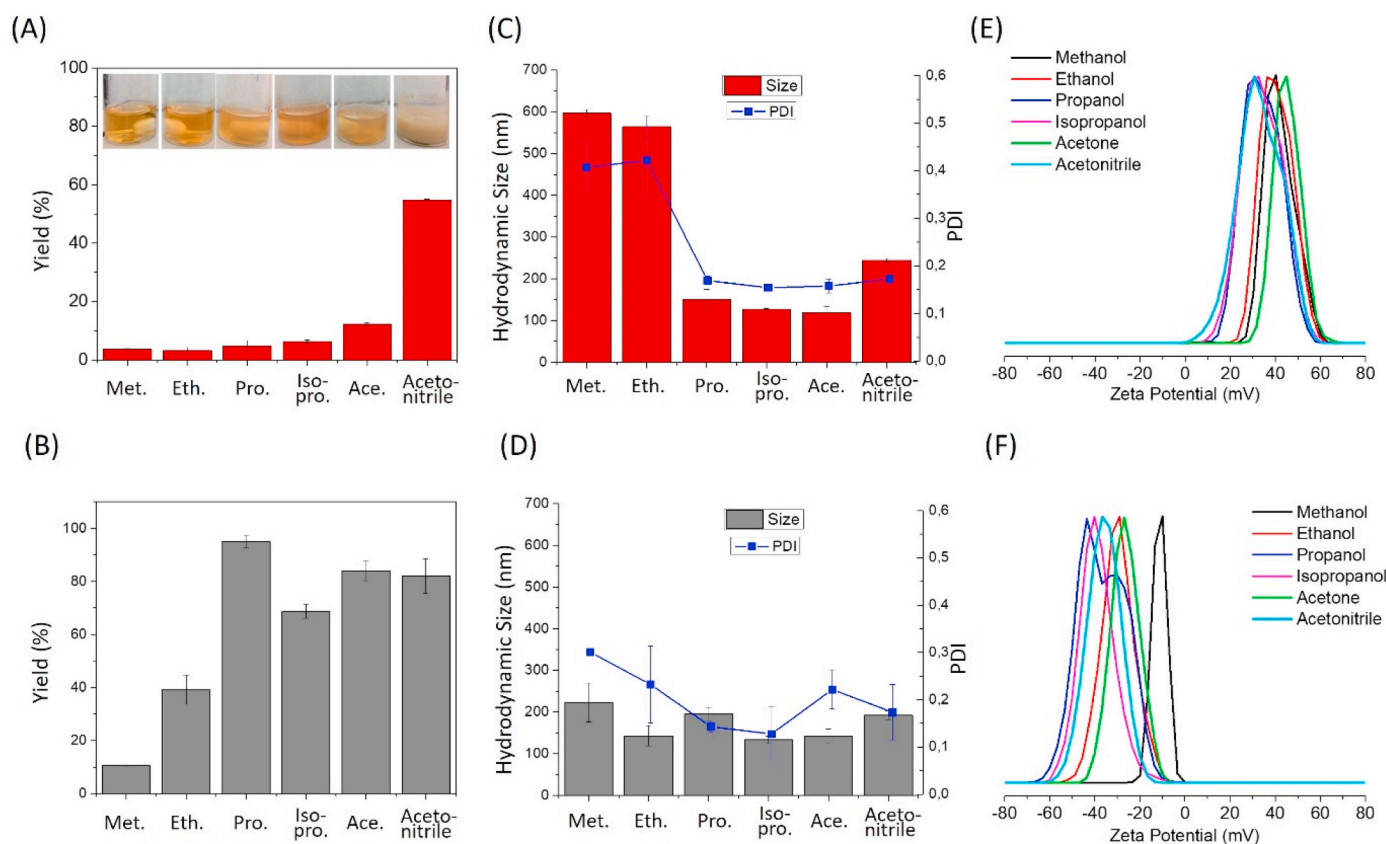 (A)
100
80
60
40
20
0
Yield (%)
Met.
Eth.
Pro.
Iso-
pro.
Ace.
Aceto-
nitrile
(C)
Size
PDI
700
600
500
400
300
200
100
0
Hydrodynamic Size (nm)
0,6
0,5
0,4
0,3
0,2
0,1
0,0
PDI
Met.
Eth.
Pro.
Iso-
pro.
Ace.
Aceto-
nitrile
(E)
Methanol
Ethanol
Propanol
Isopropanol
Acetone
Acetonitrile
-80 -60 -40 -20 0 20 40 60 80
Zeta Potential (mV)
(B)
100
80
60
40
20
0
Yield (%)
Met.
Eth.
Pro.
Iso-
pro.
Ace.
Aceto-
nitrile
(D)
Size
PDI
700
600
500
400
300
200
100
0
Hydrodynamic Size (nm)
0,6
0,5
0,4
0,3
0,2
0,1
0,0
PDI
Met.
Eth.
Pro.
Iso-
pro.
Ace.
Aceto-
nitrile
(F)
Methanol
Ethanol
Propanol
Isopropanol
Acetone
Acetonitrile
-80 -60 -40 -20 0 20 40 60 80
Zeta Potential (mV)